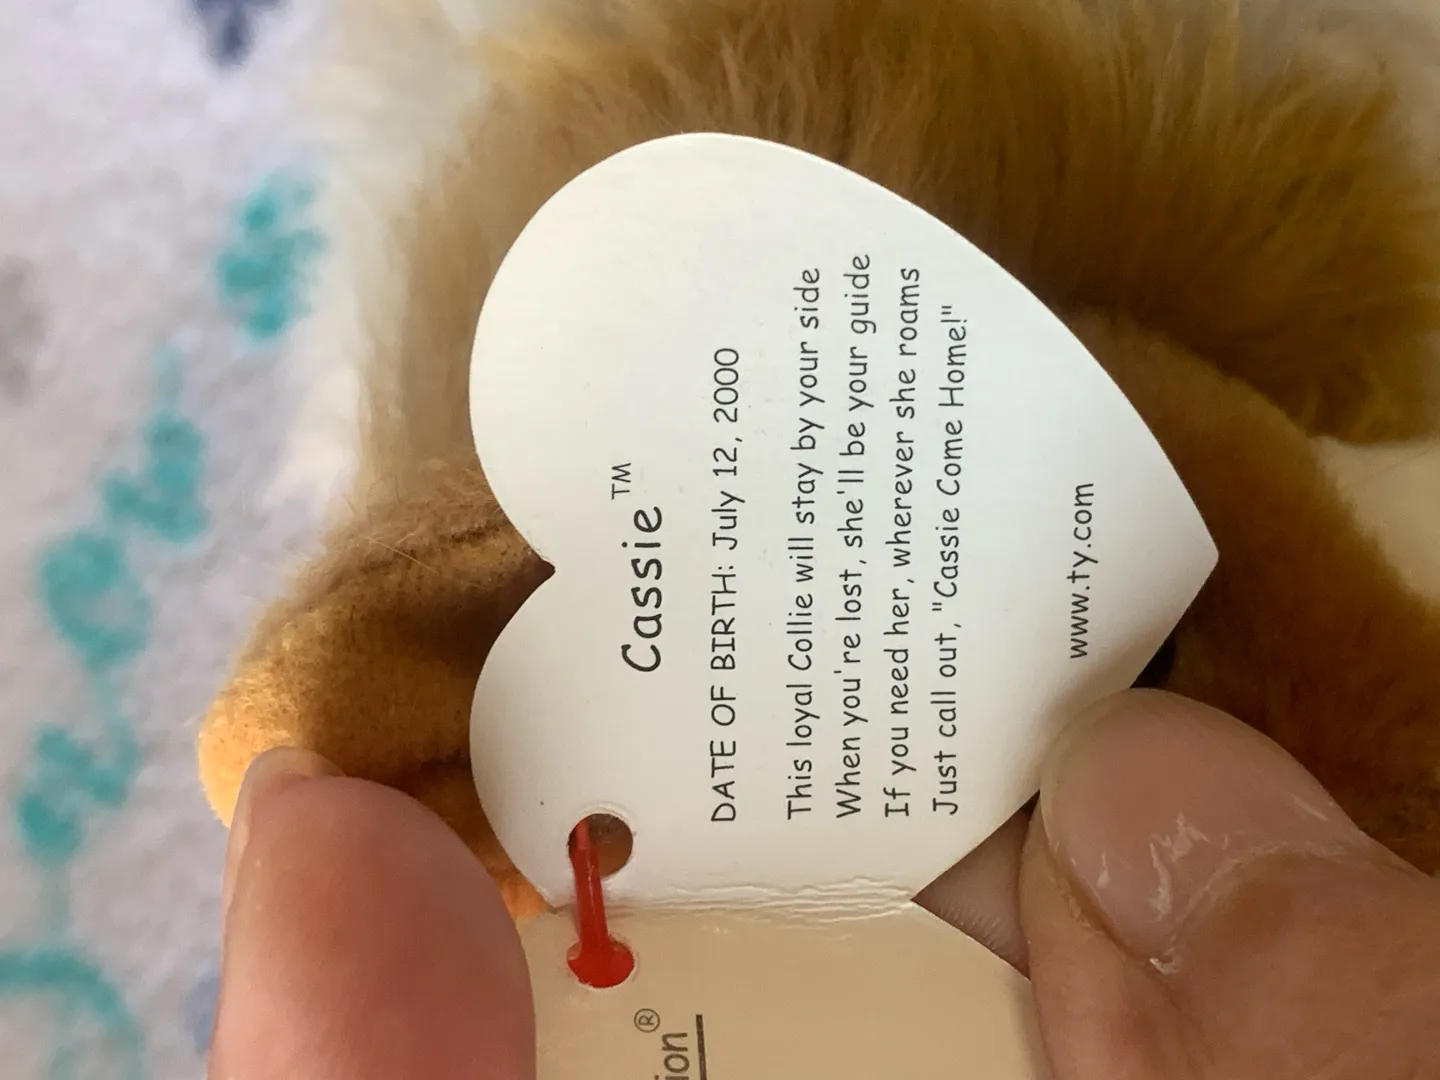 Cassie™
DATE OF BIRTH: July 12, 2000
This loyal Collie will stay by your side
When you're lost, she'll be your guide
If you need her, wherever she roams
Just call out, "Cassie Come Home!"
www.ty.com
ion®